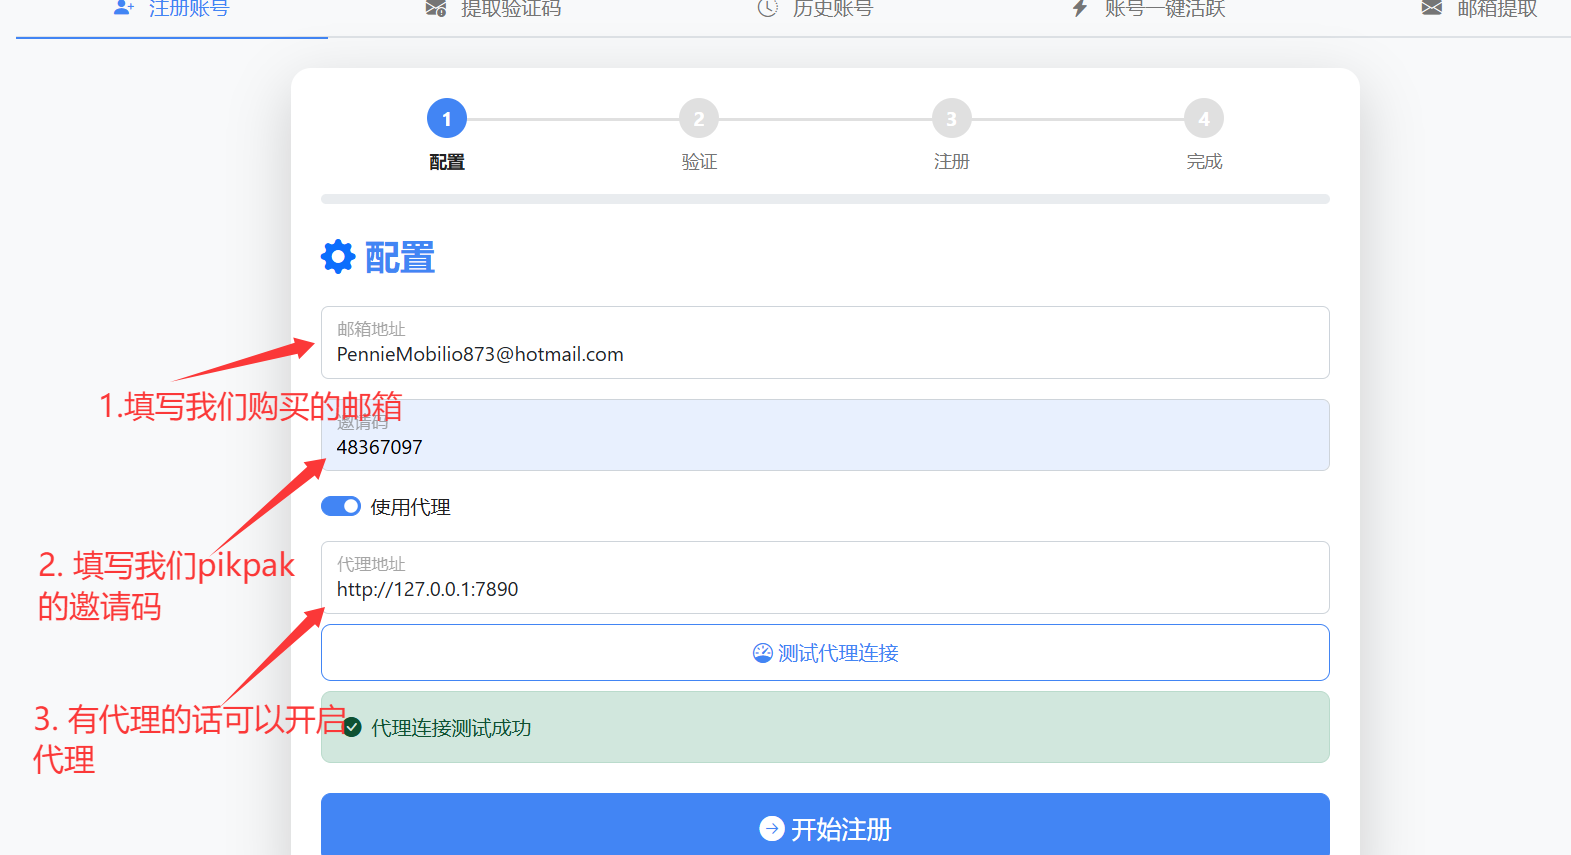 注册账号
提取验证码
历史账号
账号一键活跃
邮箱提取
1
2
3
4
配置
验证
注册
完成
配置
邮箱地址
PennieMobilio873@hotmail.com
1.填写我们购买的邮箱
邀请码
48367097
使用代理
2. 填写我们pikpak
的邀请码
代理地址
http://127.0.0.1:7890
测试代理连接
3. 有代理的话可以开启
代理
代理连接测试成功
开始注册